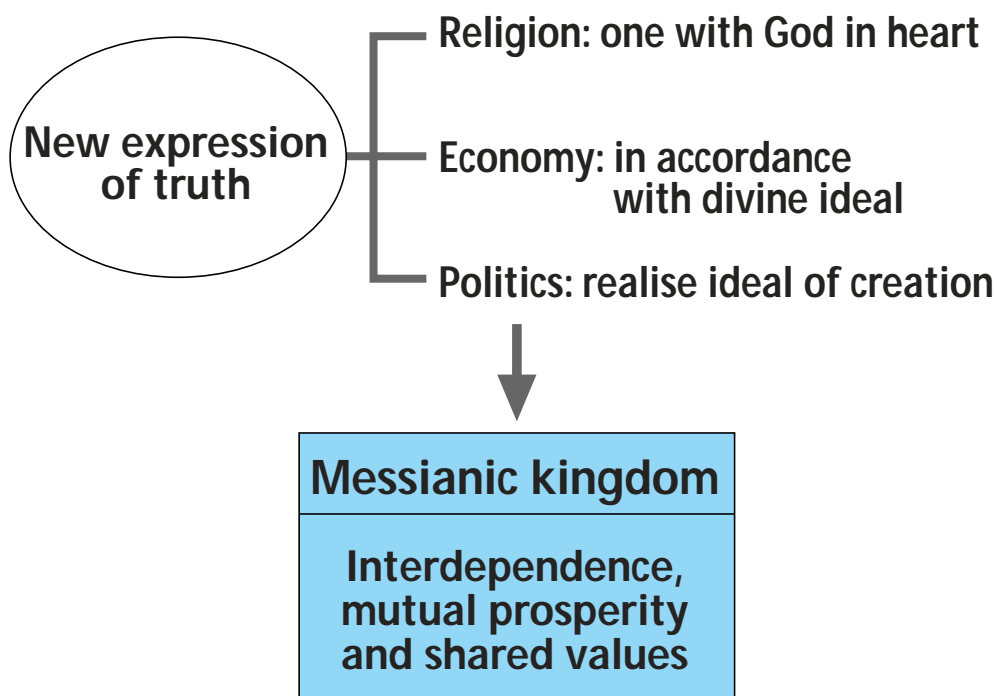 New expression
of truth
Religion: one with God in heart
Economy: in accordance
with divine ideal
Politics: realise ideal of creation
Messianic kingdom
Interdependence,
mutual prosperity
and shared values